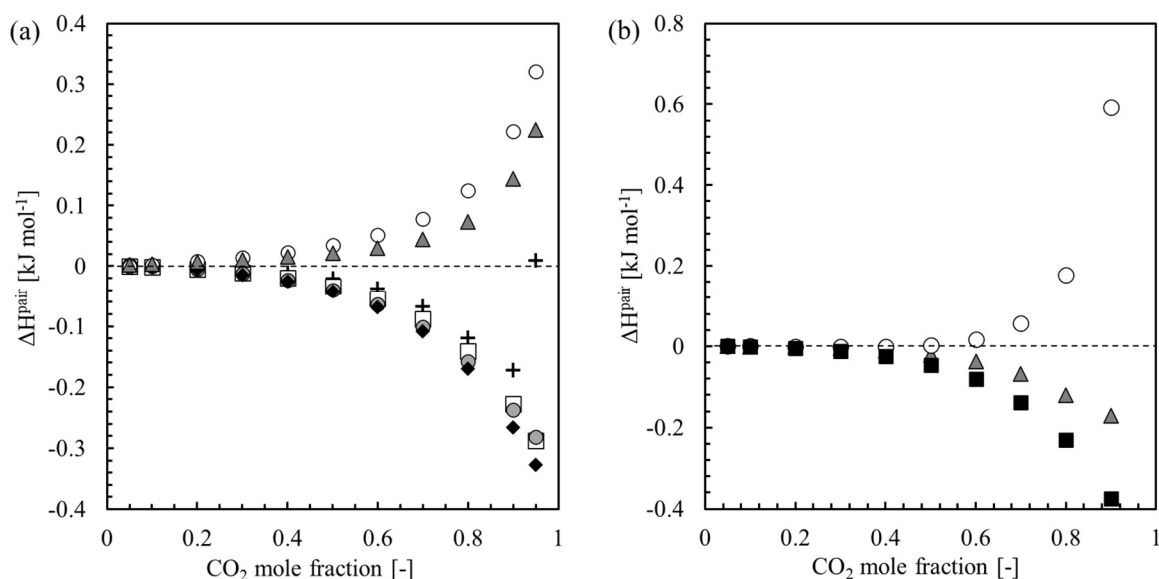 (a)
0.4
0.3
0.2
0.1
0
-0.1
-0.2
-0.3
-0.4
ΔH^pair [kJ mol⁻¹]
0 0.2 0.4 0.6 0.8 1
CO₂ mole fraction [-]
(b)
0.8
0.6
0.4
0.2
0
-0.2
-0.4
ΔH^pair [kJ mol⁻¹]
0 0.2 0.4 0.6 0.8 1
CO₂ mole fraction [-]